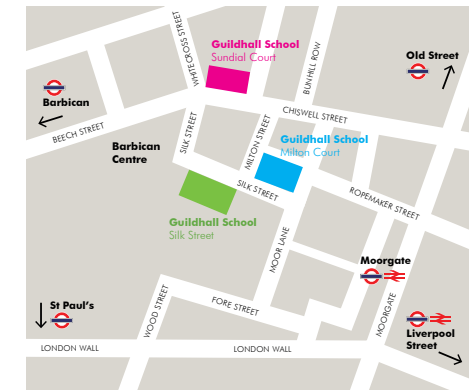 WHITECROSS STREET
Guildhall School
Sundial Court
BUNHILL ROW
Old Street
Barbican
BEECH STREET
CHISWELL STREET
SILK STREET
MILTON STREET
Barbican
Centre
Guildhall School
Milton Court
SILK STREET
ROPEMAKER STREET
Guildhall School
Silk Street
MOOR LANE
Moorgate
WOOD STREET
FORE STREET
MOORGATE
St Paul's
Liverpool
Street
LONDON WALL
LONDON WALL